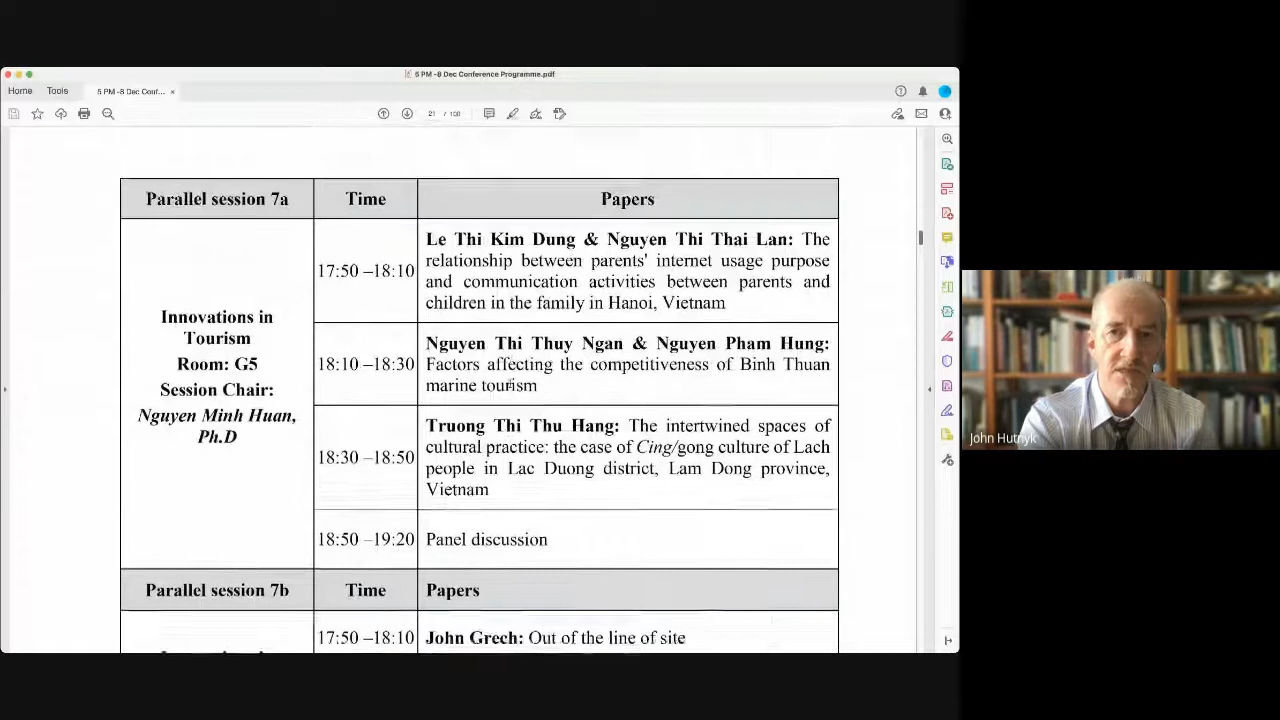 5 PM -8 Dec Conference Programme.pdf
Home Tools 5 PM -8 Dec Conf... ×
21 / 100
Parallel session 7a Time Papers
Innovations in
Tourism
Room: G5
Session Chair:
Nguyen Minh Huan,
Ph.D
17:50 –18:10
Le Thi Kim Dung & Nguyen Thi Thai Lan: The
relationship between parents' internet usage purpose
and communication activities between parents and
children in the family in Hanoi, Vietnam
18:10 –18:30
Nguyen Thi Thuy Ngan & Nguyen Pham Hung:
Factors affecting the competitiveness of Binh Thuan
marine tourism
18:30 –18:50
Truong Thi Thu Hang: The intertwined spaces of
cultural practice: the case of Cing/gong culture of Lach
people in Lac Duong district, Lam Dong province,
Vietnam
18:50 –19:20 Panel discussion
Parallel session 7b Time Papers
17:50 –18:10 John Grech: Out of the line of site
John Hutnyk